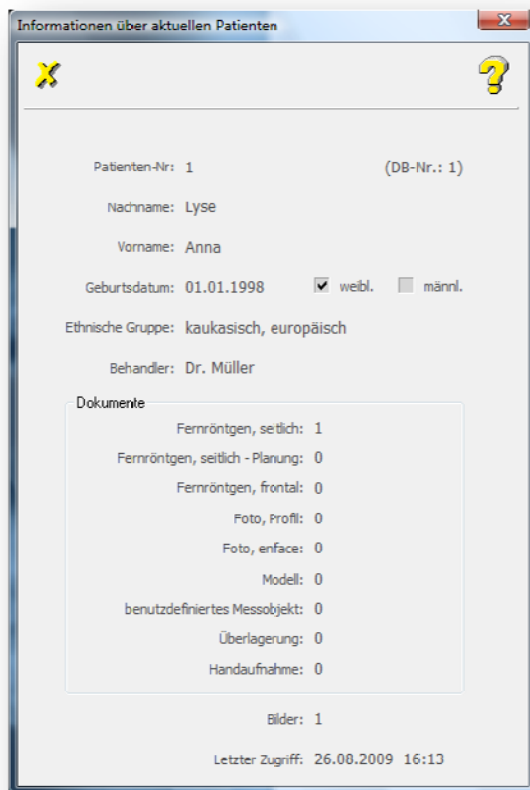 Informationen über aktuellen Patienten
Patienten-Nr: 1 (DB-Nr.: 1)
Nachname: Lyse
Vorname: Anna
Geburtsdatum: 01.01.1998 weibl. männl.
Ethnische Gruppe: kaukasisch, europäisch
Behandler: Dr. Müller
Dokumente
Fernröntgen, seitlich: 1
Fernröntgen, seitlich - Planung: 0
Fernröntgen, frontal: 0
Foto, Profil: 0
Foto, enface: 0
Modell: 0
benutzdefiniertes Messobjekt: 0
Überlagerung: 0
Handaufnahme: 0
Bilder: 1
Letzter Zugriff: 26.08.2009 16:13